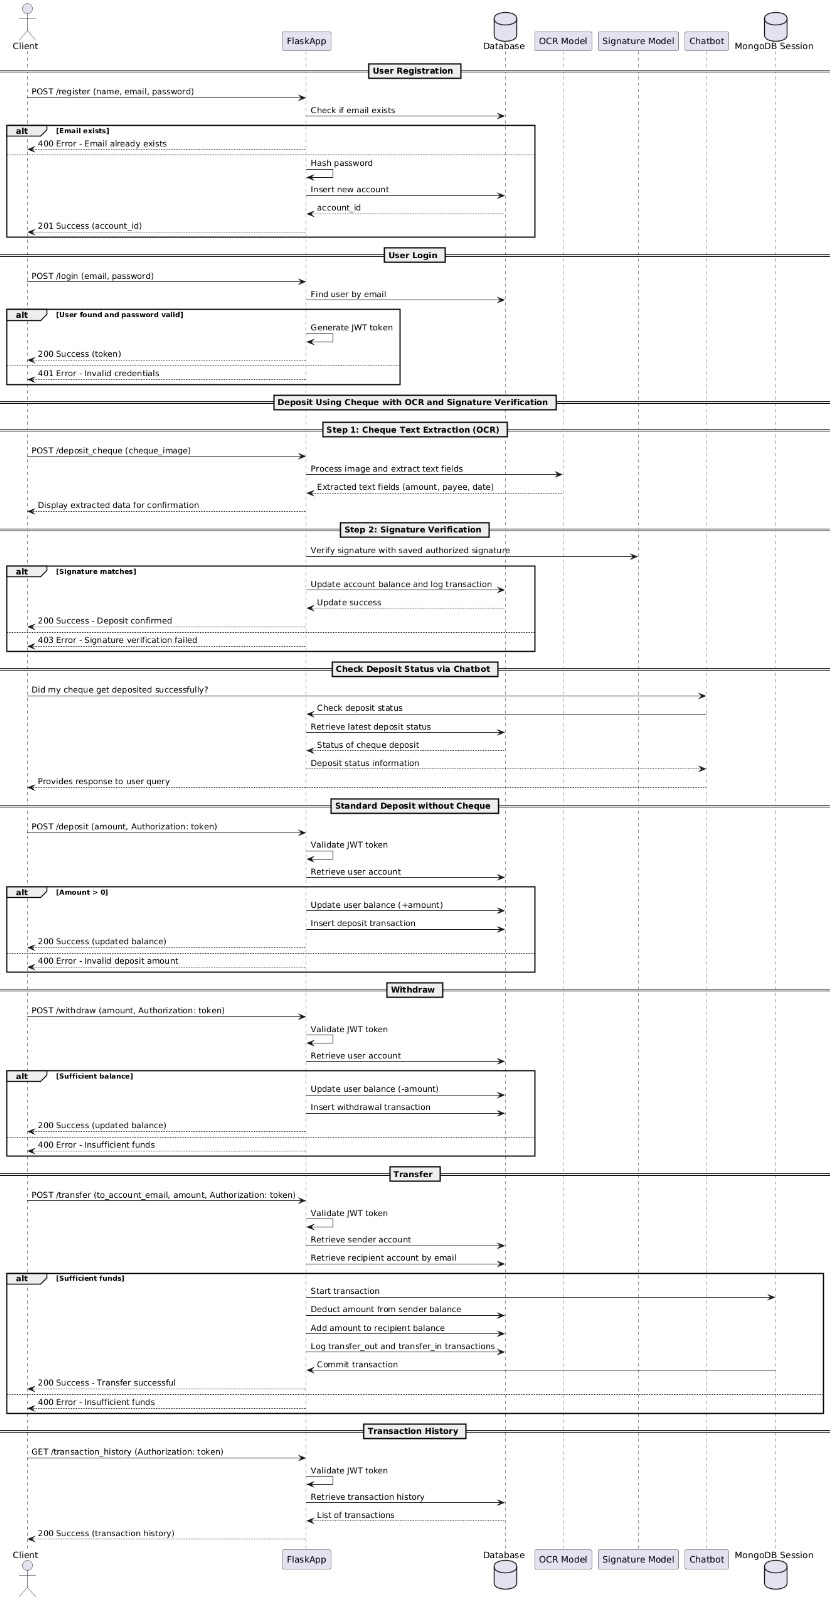 Client
FlaskApp
Database
OCR Model
Signature Model
Chatbot
MongoDB Session
User Registration
POST /register (name, email, password)
Check if email exists
alt [Email exists]
400 Error - Email already exists
Hash password
Insert new account
account_id
201 Success (account_id)
User Login
POST /login (email, password)
Find user by email
alt [User found and password valid]
Generate JWT token
200 Success (token)
401 Error - Invalid credentials
Deposit Using Cheque with OCR and Signature Verification
Step 1: Cheque Text Extraction (OCR)
POST /deposit_cheque (cheque_image)
Process image and extract text fields
Extracted text fields (amount, payee, date)
Display extracted data for confirmation
Step 2: Signature Verification
Verify signature with saved authorized signature
alt [Signature matches]
Update account balance and log transaction
Update success
200 Success - Deposit confirmed
403 Error - Signature verification failed
Check Deposit Status via Chatbot
Did my cheque get deposited successfully?
Check deposit status
Retrieve latest deposit status
Status of cheque deposit
Deposit status information
Provides response to user query
Standard Deposit without Cheque
POST /deposit (amount, Authorization: token)
Validate JWT token
Retrieve user account
alt [Amount > 0]
Update user balance (+amount)
Insert deposit transaction
200 Success (updated balance)
400 Error - Invalid deposit amount
Withdraw
POST /withdraw (amount, Authorization: token)
Validate JWT token
Retrieve user account
alt [Sufficient balance]
Update user balance (-amount)
Insert withdrawal transaction
200 Success (updated balance)
400 Error - Insufficient funds
Transfer
POST /transfer (to_account_email, amount, Authorization: token)
Validate JWT token
Retrieve sender account
Retrieve recipient account by email
alt [Sufficient funds]
Start transaction
Deduct amount from sender balance
Add amount to recipient balance
Log transfer_out and transfer_in transactions
Commit transaction
200 Success - Transfer successful
400 Error - Insufficient funds
Transaction History
GET /transaction_history (Authorization: token)
Validate JWT token
Retrieve transaction history
List of transactions
200 Success (transaction history)
Client
FlaskApp
Database
OCR Model
Signature Model
Chatbot
MongoDB Session